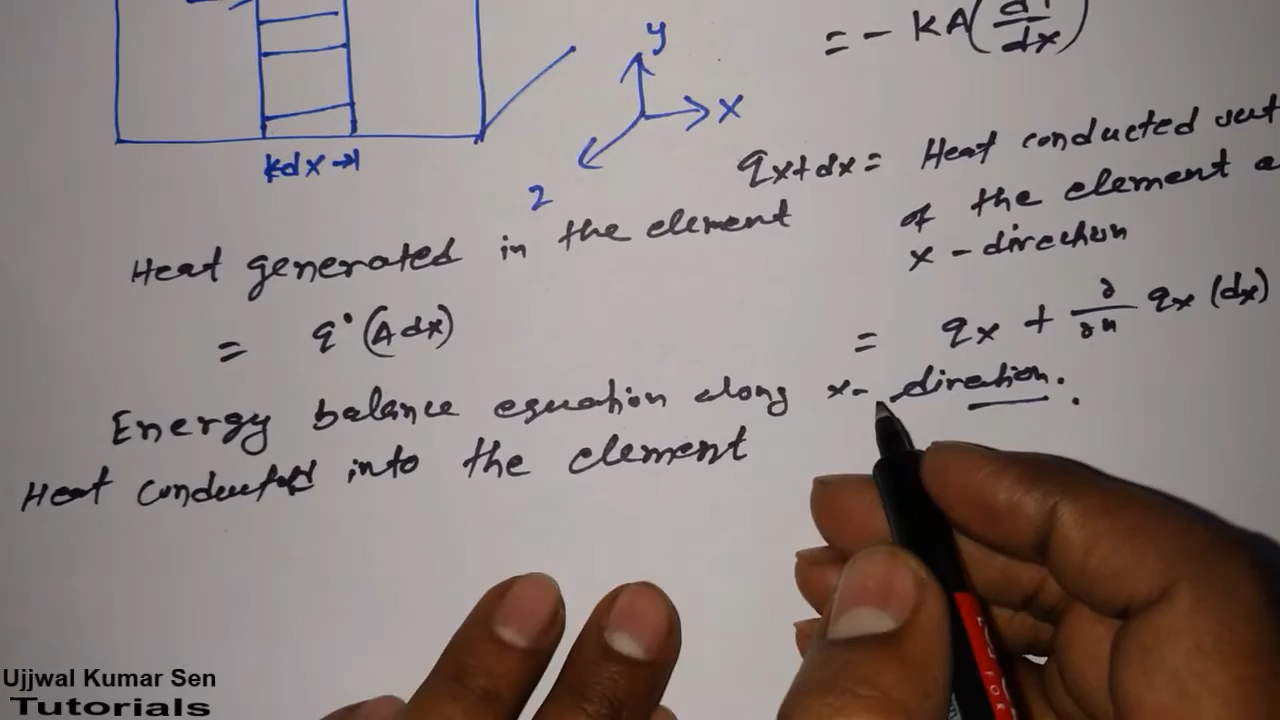 = - KA(dT/dx)
y
x
kdx→
z
qx+dx = Heat conducted out
of the element
x - direction
Heat generated in the element
= q̇ (Adx)
= qx + ∂/∂x qx (dx)
Energy balance equation along x- direction.
Heat conducted into the element
Ujjwal Kumar Sen
Tutorials
FOR